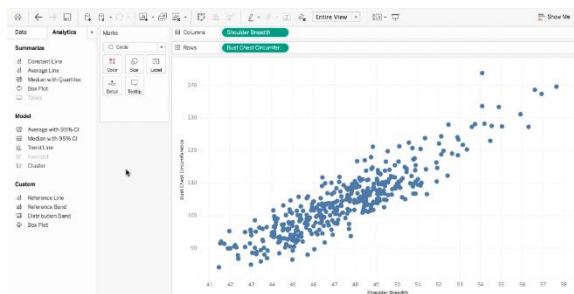 Entire View
Show Me
Data
Analytics
Marks
Columns
Shoulder Breadth
Rows
Bust Chest Circumfer..
Summarize
Constant Line
Average Line
Median with Quartiles
Box Plot
Totals
Circle
Color
Size
Label
Detail
Tooltip
Model
Average with 95% CI
Median with 95% CI
Trend Line
Forecast
Cluster
Custom
Reference Line
Reference Band
Distribution Band
Box Plot
Bust Chest Circumference
140
130
120
110
100
90
41 42 43 44 45 46 47 48 49 50 51 52 53 54 55 56 57 58
Shoulder Breadth